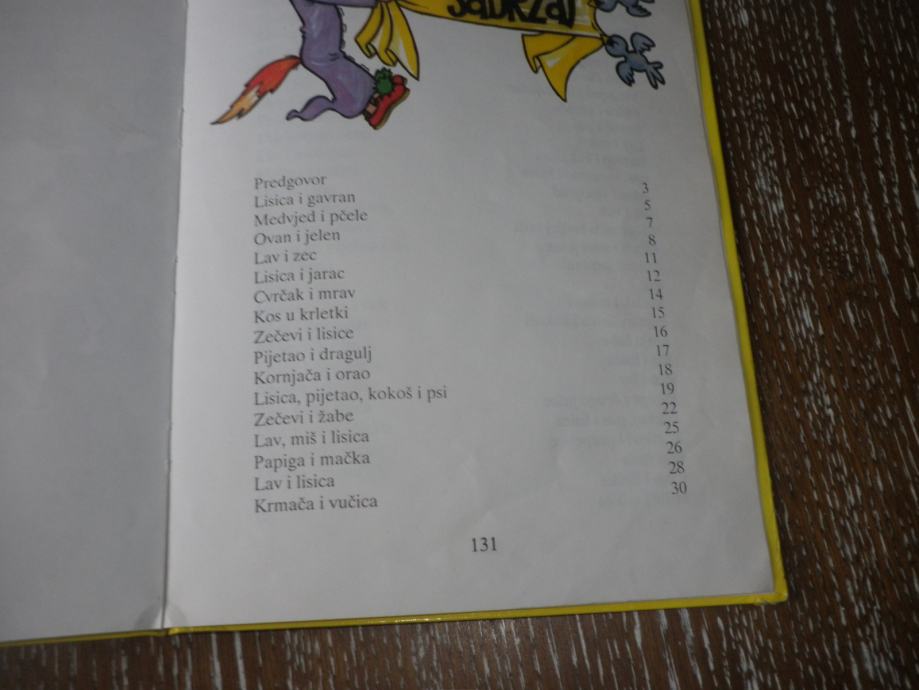 SADRŽAJ
Predgovor 3
Lisica i gavran 5
Medvjed i pčele 7
Ovan i jelen 8
Lav i zec 11
Lisica i jarac 12
Cvrčak i mrav 14
Kos u krletki 15
Zečevi i lisice 16
Pijetao i dragulj 17
Kornjača i orao 18
Lisica, pijetao, kokoš i psi 19
Zečevi i žabe 22
Lav, miš i lisica 25
Papiga i mačka 26
Lav i lisica 28
Krmača i vučica 30
131